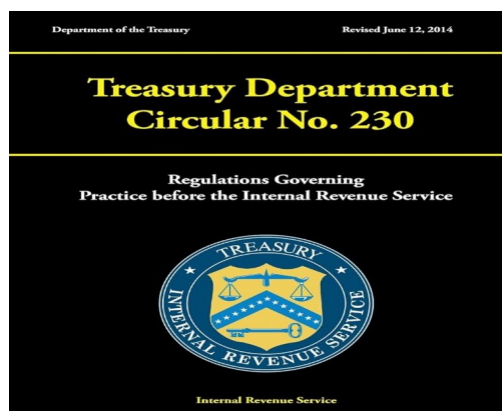 Department of the Treasury
Revised June 12, 2014
Treasury Department
Circular No. 230
Regulations Governing
Practice before the Internal Revenue Service
TREASURY
INTERNAL REVENUE SERVICE
Internal Revenue Service